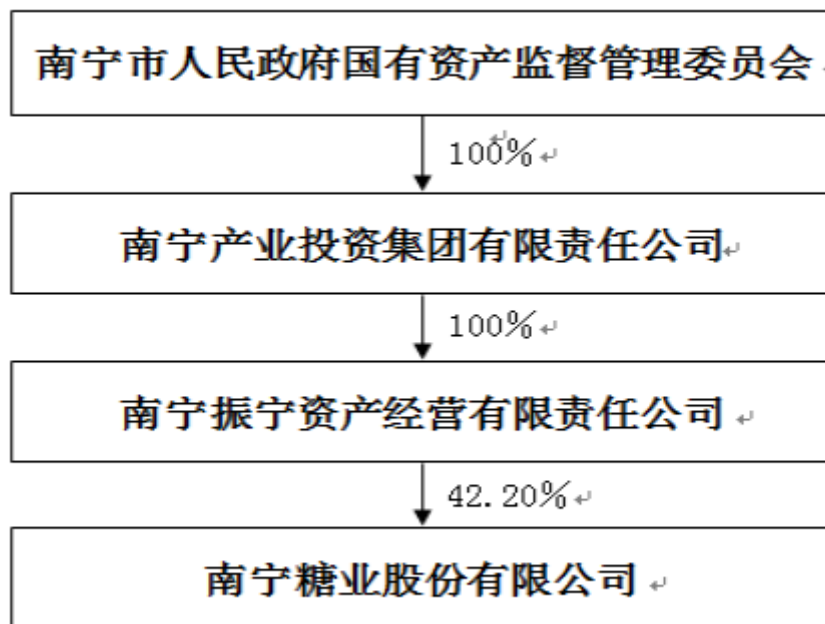 南宁市人民政府国有资产监督管理委员会
100%
南宁产业投资集团有限责任公司
100%
南宁振宁资产经营有限责任公司
42.20%
南宁糖业股份有限公司